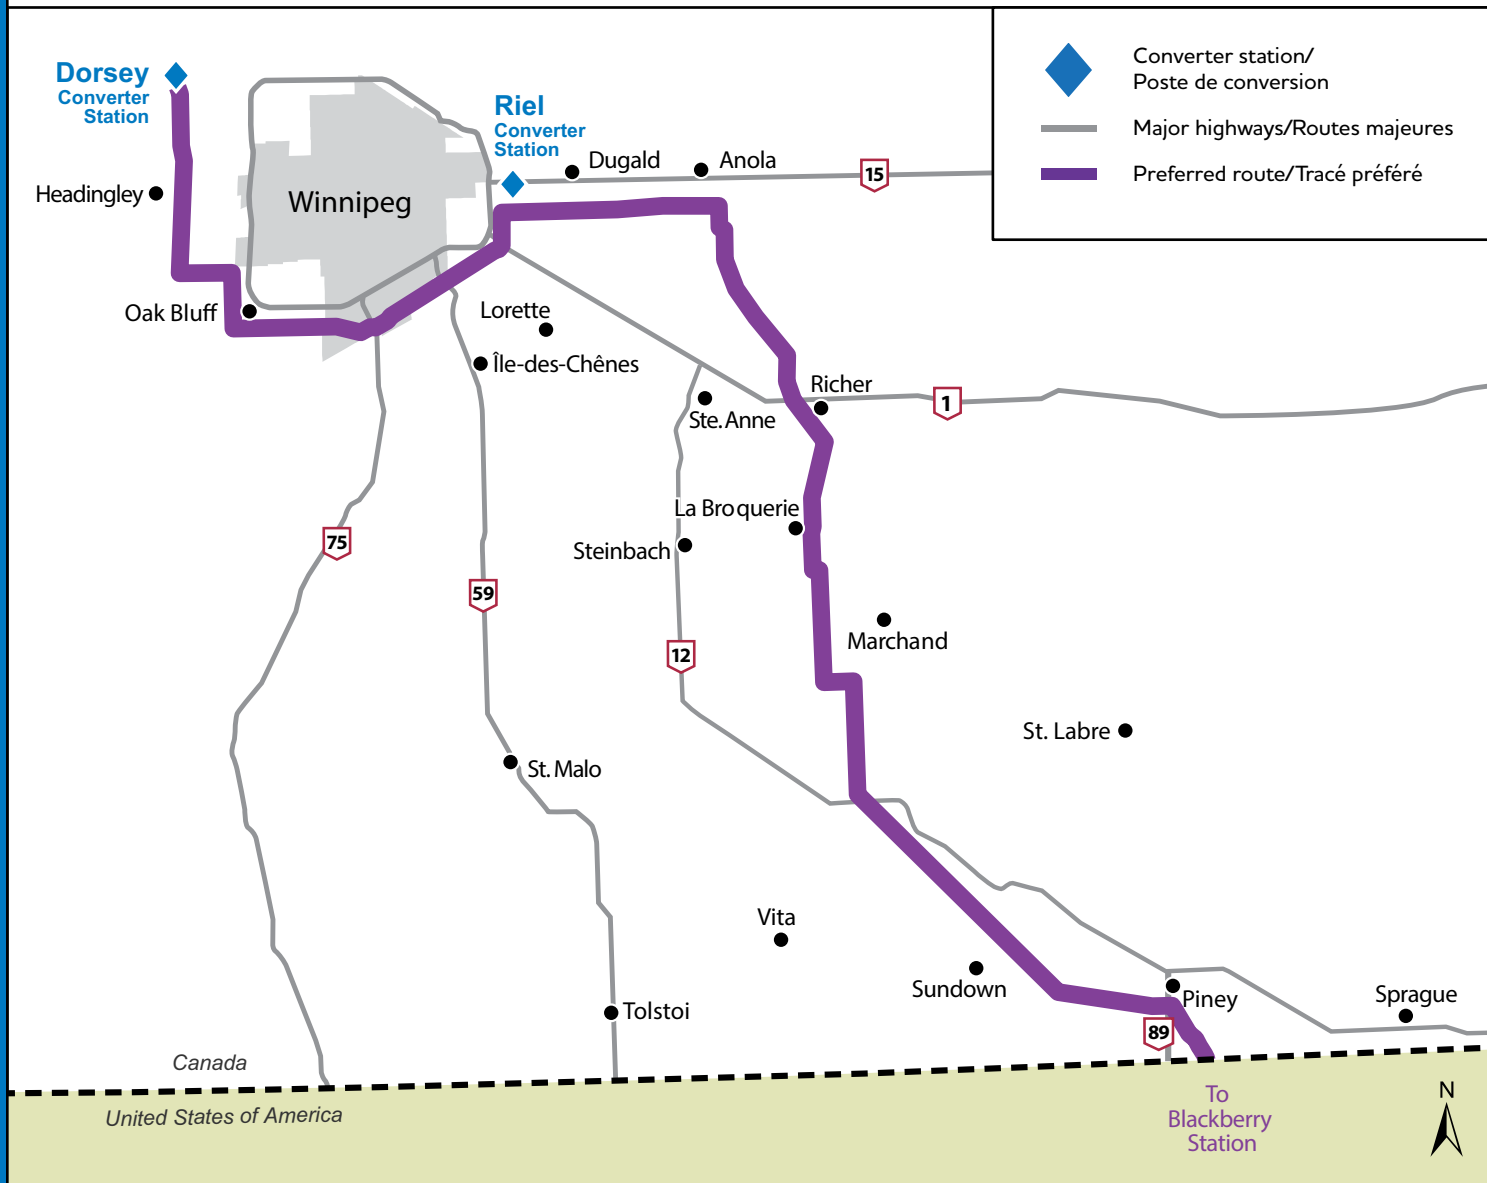 Dorsey
Converter
Station
Riel
Converter
Station
Converter station/
Poste de conversion
Major highways/Routes majeures
Preferred route/Tracé préféré
Headingley
Winnipeg
Dugald
Anola
15
Oak Bluff
Lorette
Île-des-Chênes
Richer
1
Ste. Anne
La Broquerie
75
Steinbach
59
12
Marchand
St. Labre
St. Malo
Vita
Sundown
Piney
Sprague
Tolstoi
89
Canada
United States of America
To
Blackberry
Station
N